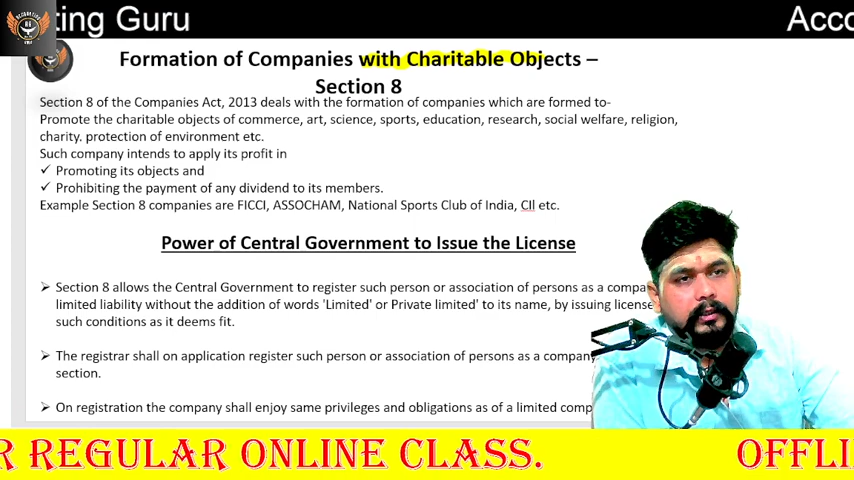 ting Guru
Acco
Formation of Companies with Charitable Objects –
Section 8
Section 8 of the Companies Act, 2013 deals with the formation of companies which are formed to-
Promote the charitable objects of commerce, art, science, sports, education, research, social welfare, religion,
charity, protection of environment etc.
Such company intends to apply its profit in
✓ Promoting its objects and
✓ Prohibiting the payment of any dividend to its members.
Example Section 8 companies are FICCI, ASSOCHAM, National Sports Club of India, CII etc.
Power of Central Government to Issue the License
➢ Section 8 allows the Central Government to register such person or association of persons as a compa
limited liability without the addition of words 'Limited' or Private limited' to its name, by issuing license
such conditions as it deems fit.
➢ The registrar shall on application register such person or association of persons as a company
section.
➢ On registration the company shall enjoy same privileges and obligations as of a limited comp
R REGULAR ONLINE CLASS.
OFFLI